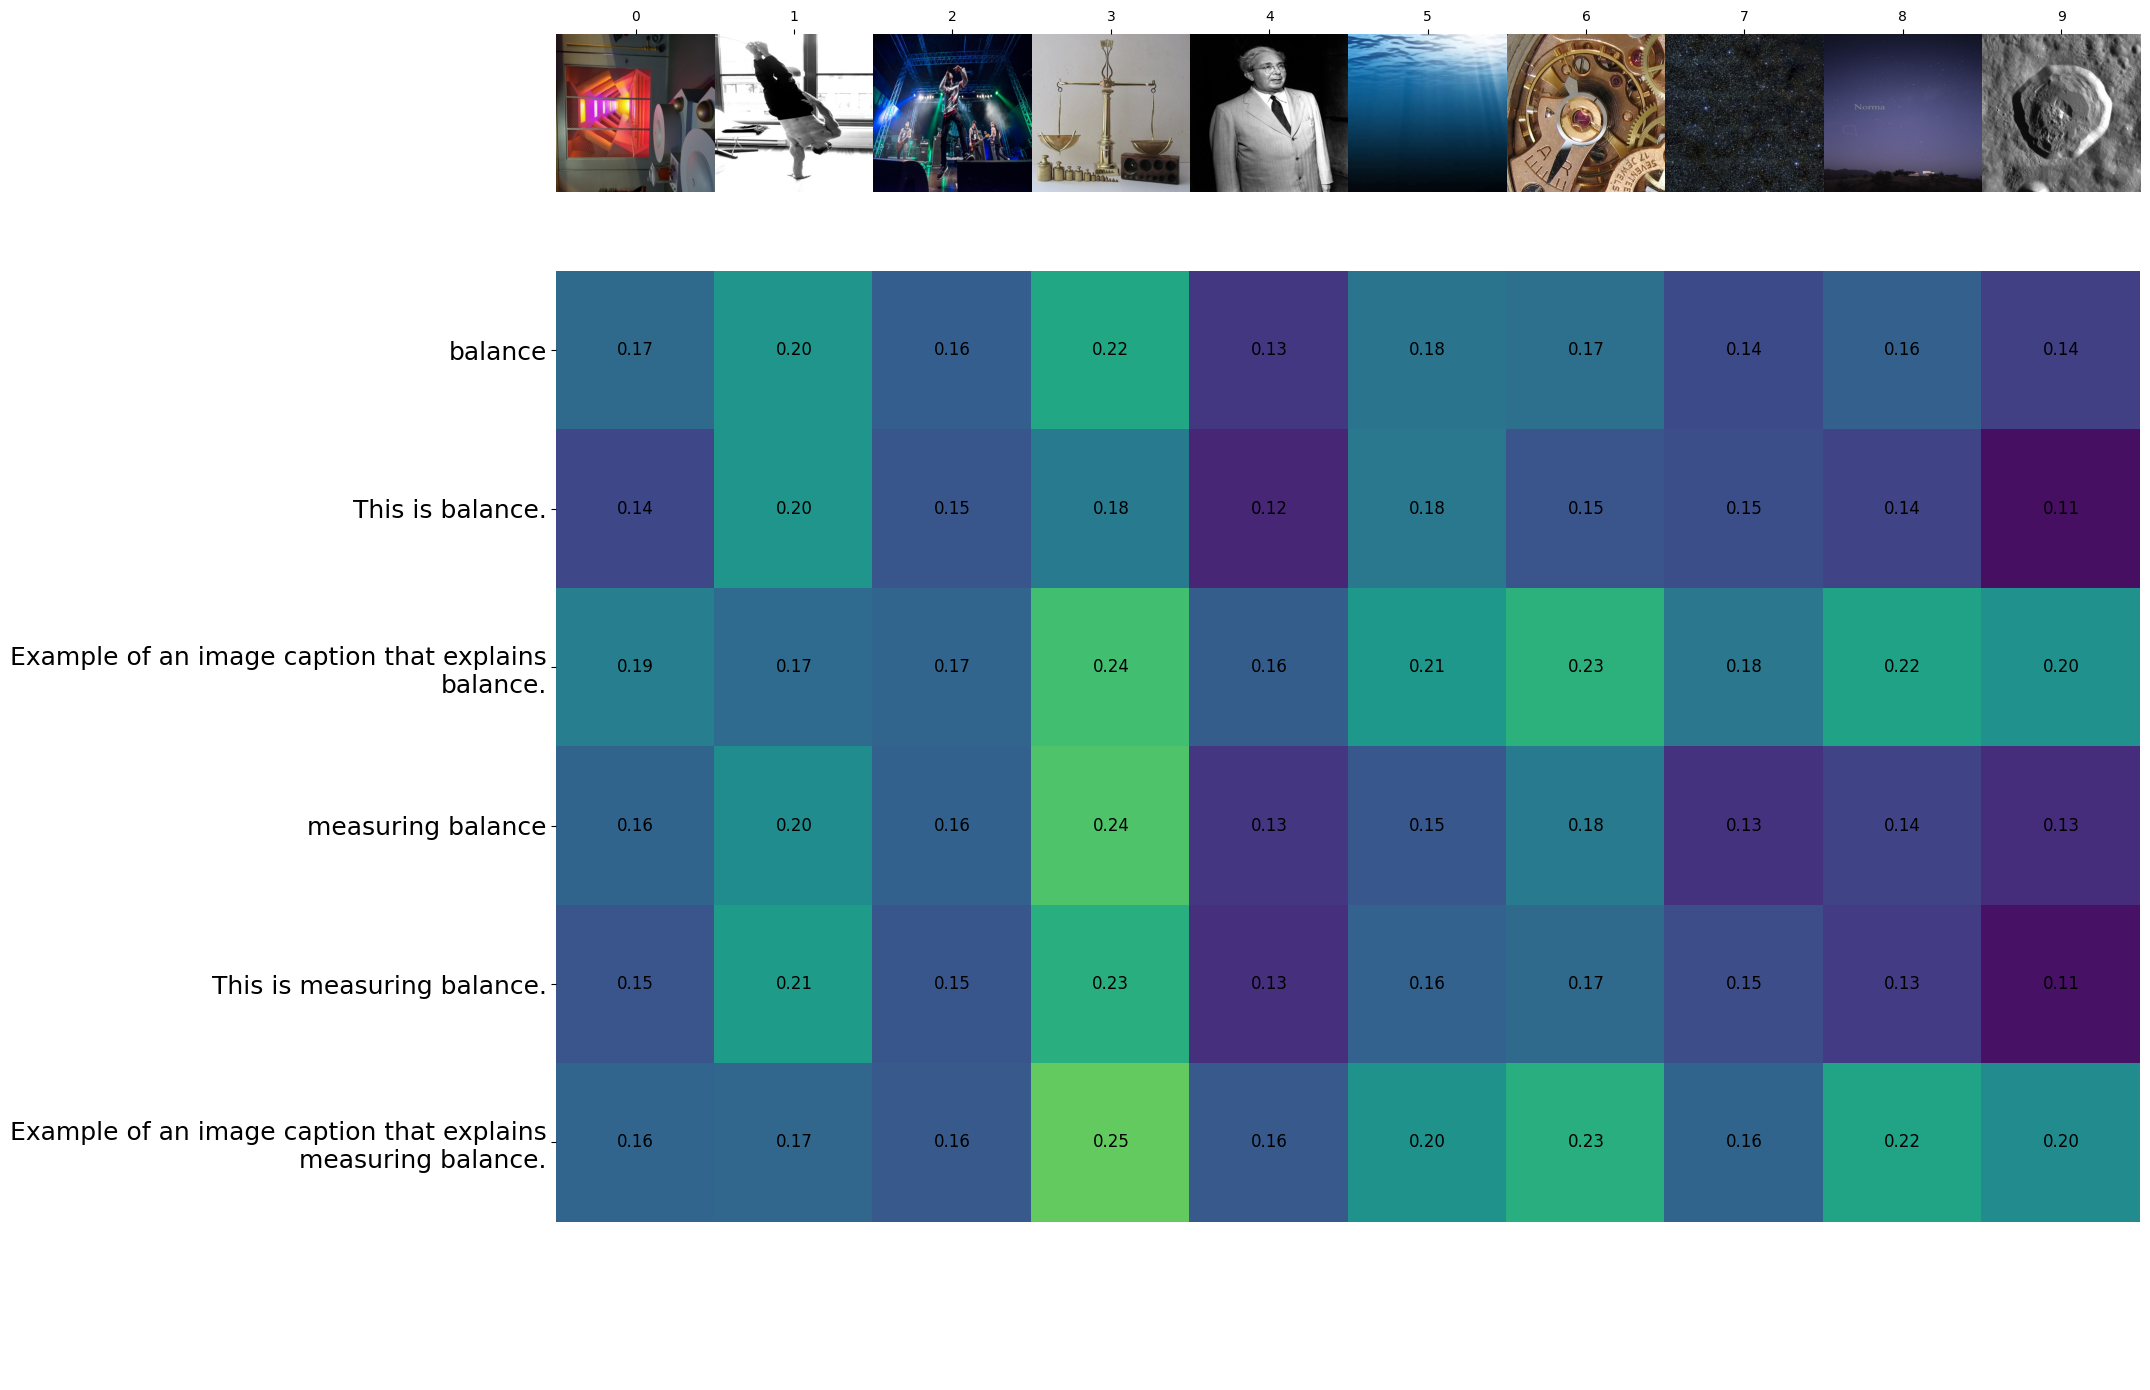 0 1 2 3 4 5 6 7 8 9
Norma
A R
SEVENTEEN
17 JEWELS
balance 0.17 0.20 0.16 0.22 0.13 0.18 0.17 0.14 0.16 0.14
This is balance. 0.14 0.20 0.15 0.18 0.12 0.18 0.15 0.15 0.14 0.11
Example of an image caption that explains
balance. 0.19 0.17 0.17 0.24 0.16 0.21 0.23 0.18 0.22 0.20
measuring balance 0.16 0.20 0.16 0.24 0.13 0.15 0.18 0.13 0.14 0.13
This is measuring balance. 0.15 0.21 0.15 0.23 0.13 0.16 0.17 0.15 0.13 0.11
Example of an image caption that explains
measuring balance. 0.16 0.17 0.16 0.25 0.16 0.20 0.23 0.16 0.22 0.20